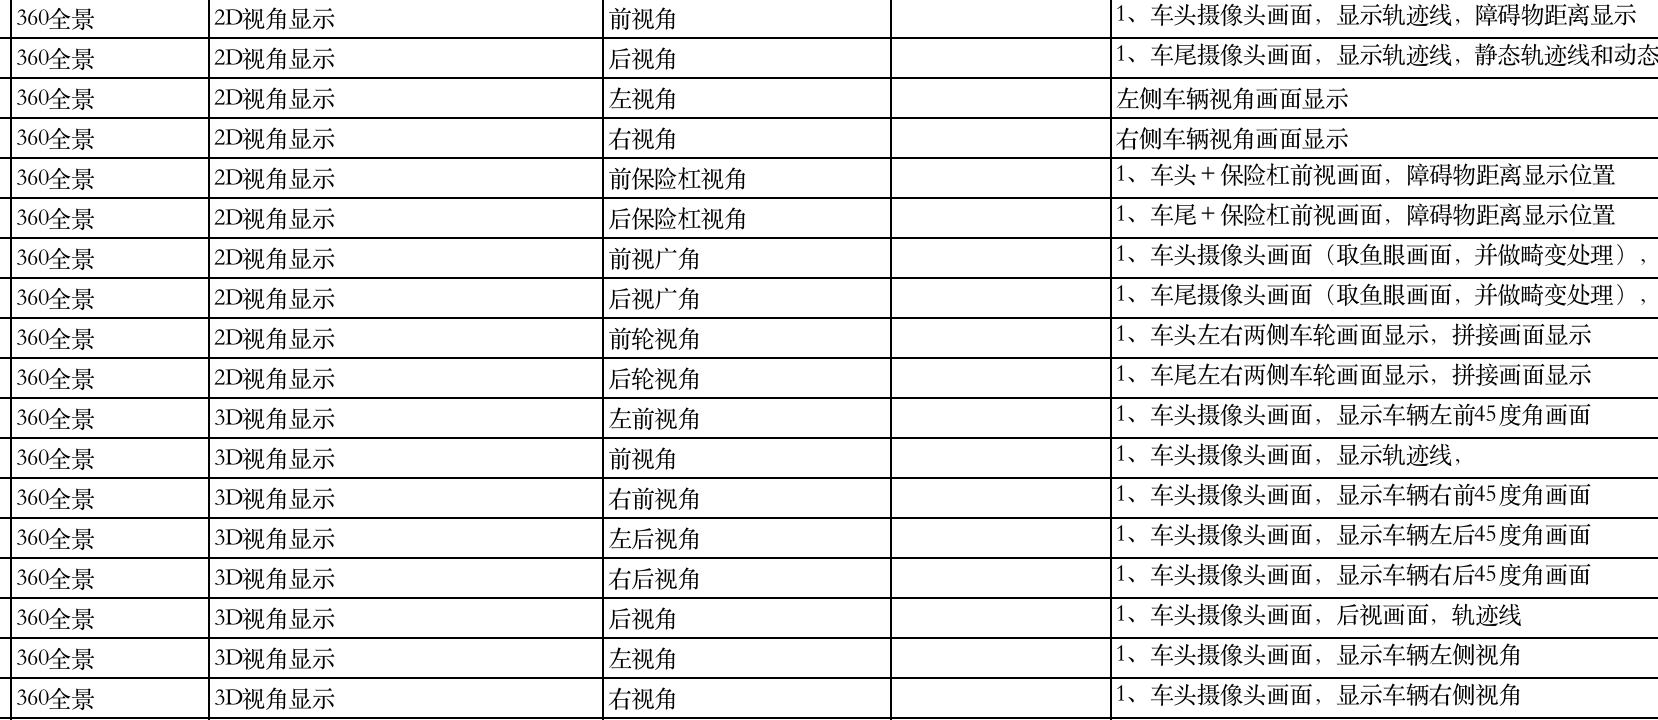 360全景 2D视角显示 前视角 1、车头摄像头画面，显示轨迹线，障碍物距离显示
360全景 2D视角显示 后视角 1、车尾摄像头画面，显示轨迹线，静态轨迹线和动态
360全景 2D视角显示 左视角 左侧车辆视角画面显示
360全景 2D视角显示 右视角 右侧车辆视角画面显示
360全景 2D视角显示 前保险杠视角 1、车头＋保险杠前视画面，障碍物距离显示位置
360全景 2D视角显示 后保险杠视角 1、车尾＋保险杠前视画面，障碍物距离显示位置
360全景 2D视角显示 前视广角 1、车头摄像头画面（取鱼眼画面，并做畸变处理），
360全景 2D视角显示 后视广角 1、车尾摄像头画面（取鱼眼画面，并做畸变处理），
360全景 2D视角显示 前轮视角 1、车头左右两侧车轮画面显示，拼接画面显示
360全景 2D视角显示 后轮视角 1、车尾左右两侧车轮画面显示，拼接画面显示
360全景 3D视角显示 左前视角 1、车头摄像头画面，显示车辆左前45度角画面
360全景 3D视角显示 前视角 1、车头摄像头画面，显示轨迹线，
360全景 3D视角显示 右前视角 1、车头摄像头画面，显示车辆右前45度角画面
360全景 3D视角显示 左后视角 1、车头摄像头画面，显示车辆左后45度角画面
360全景 3D视角显示 右后视角 1、车头摄像头画面，显示车辆右后45度角画面
360全景 3D视角显示 后视角 1、车头摄像头画面，后视画面，轨迹线
360全景 3D视角显示 左视角 1、车头摄像头画面，显示车辆左侧视角
360全景 3D视角显示 右视角 1、车头摄像头画面，显示车辆右侧视角